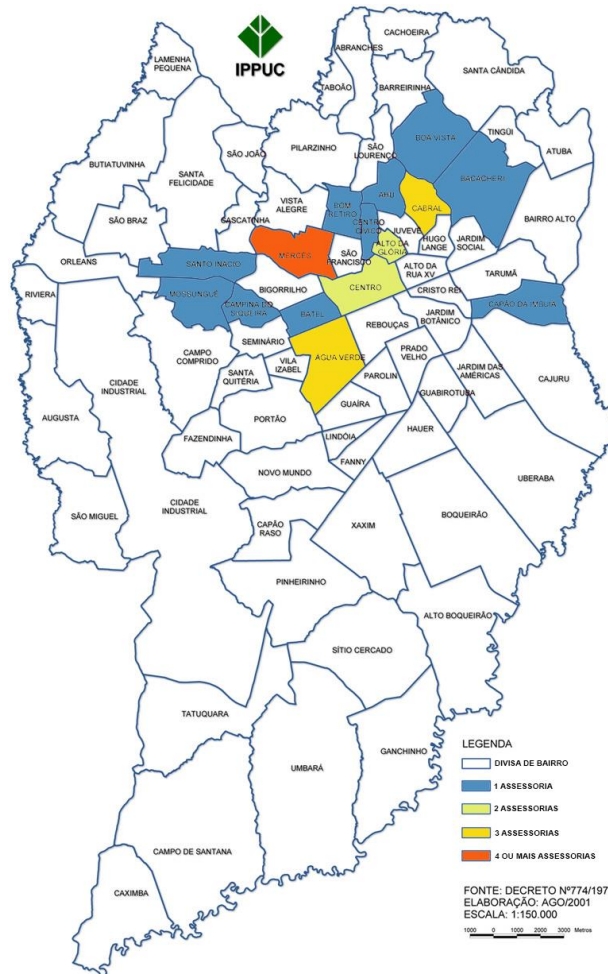 CACHOEIRA
ABRANCHES
IPPUC
LAMENHA
PEQUENA
SANTA CÂNDIDA
TABOÃO
BARREIRINHA
BOA VISTA
TINGÜI
ATUBA
BUTIATUVINHA
SÃO JOÃO
PILARZINHO
SÃO
LOURENÇO
SANTA
FELICIDADE
BACACHERI
VISTA
ALEGRE
BOM
RETIRO
AHÚ
CABRAL
SÃO BRAZ
CASCATINHA
CENTRO
CÍVICO
JUVEVÊ
BAIRRO ALTO
ALTO DA
GLÓRIA
HUGO
LANGE
JARDIM
SOCIAL
ORLEANS
SANTO INÁCIO
MERCÊS
SÃO
FRANCISCO
ALTO DA
RUA XV
TARUMÃ
RIVIERA
MOSSUNGUÊ
CAMPINA DO
SIQUEIRA
BIGORRILHO
CENTRO
CRISTO REI
CAPÃO DA IMBUIA
BATEL
REBOUÇAS
JARDIM
BOTÂNICO
SEMINÁRIO
CAMPO
COMPRIDO
SANTA
QUITÉRIA
VILA
IZABEL
ÁGUA VERDE
PRADO
VELHO
JARDIM DAS
AMÉRICAS
CAJURU
CIDADE
INDUSTRIAL
PAROLIN
GUABIROTUBA
AUGUSTA
PORTÃO
GUAÍRA
FAZENDINHA
LINDÓIA
HAUER
FANNY
NOVO MUNDO
UBERABA
CIDADE
INDUSTRIAL
SÃO MIGUEL
CAPÃO
RASO
XAXIM
BOQUEIRÃO
PINHEIRINHO
ALTO BOQUEIRÃO
SÍTIO CERCADO
TATUQUARA
GANCHINHO
UMBARÁ
CAMPO DE SANTANA
CAXIMBA
LEGENDA
DIVISA DE BAIRRO
1 ASSESSORIA
2 ASSESSORIAS
3 ASSESSORIAS
4 OU MAIS ASSESSORIAS
FONTE: DECRETO Nº774/197
ELABORAÇÃO: AGO/2001
ESCALA: 1:150.000
1000 0 1000 2000 3000 Metros